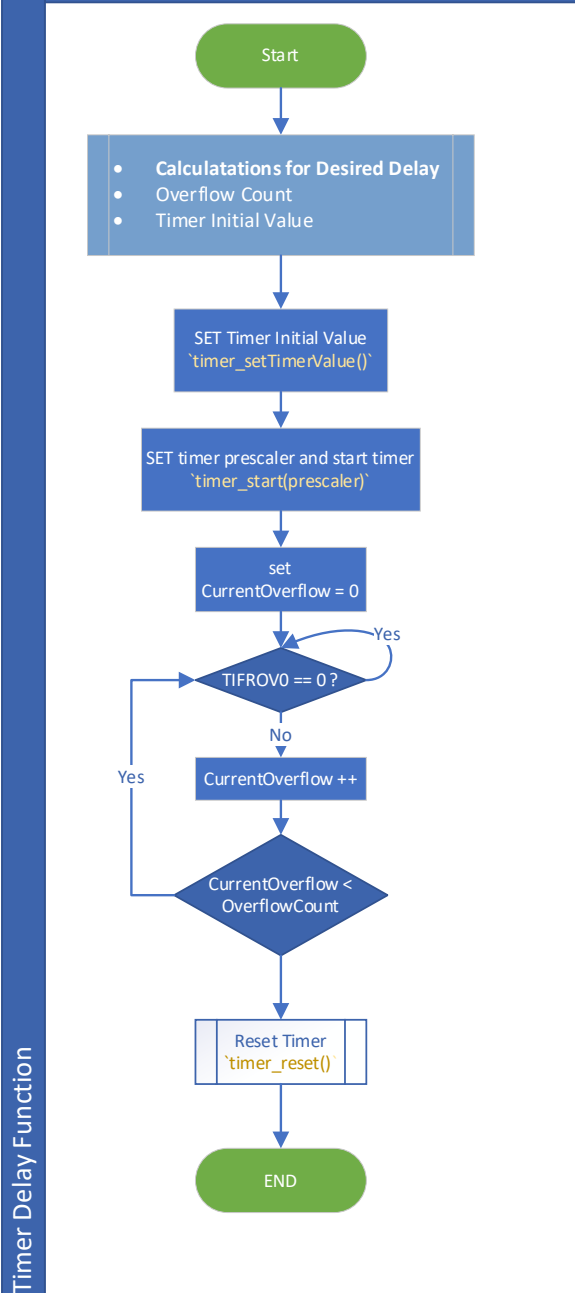 Start
• Calculatations for Desired Delay
• Overflow Count
• Timer Initial Value
SET Timer Initial Value
`timer_setTimerValue()`
SET timer prescaler and start timer
`timer_start(prescaler)`
set
CurrentOverflow = 0
Yes
TIFROV0 == 0 ?
No
Yes
CurrentOverflow ++
CurrentOverflow <
OverflowCount
Reset Timer
`timer_reset()`
END
Timer Delay Function